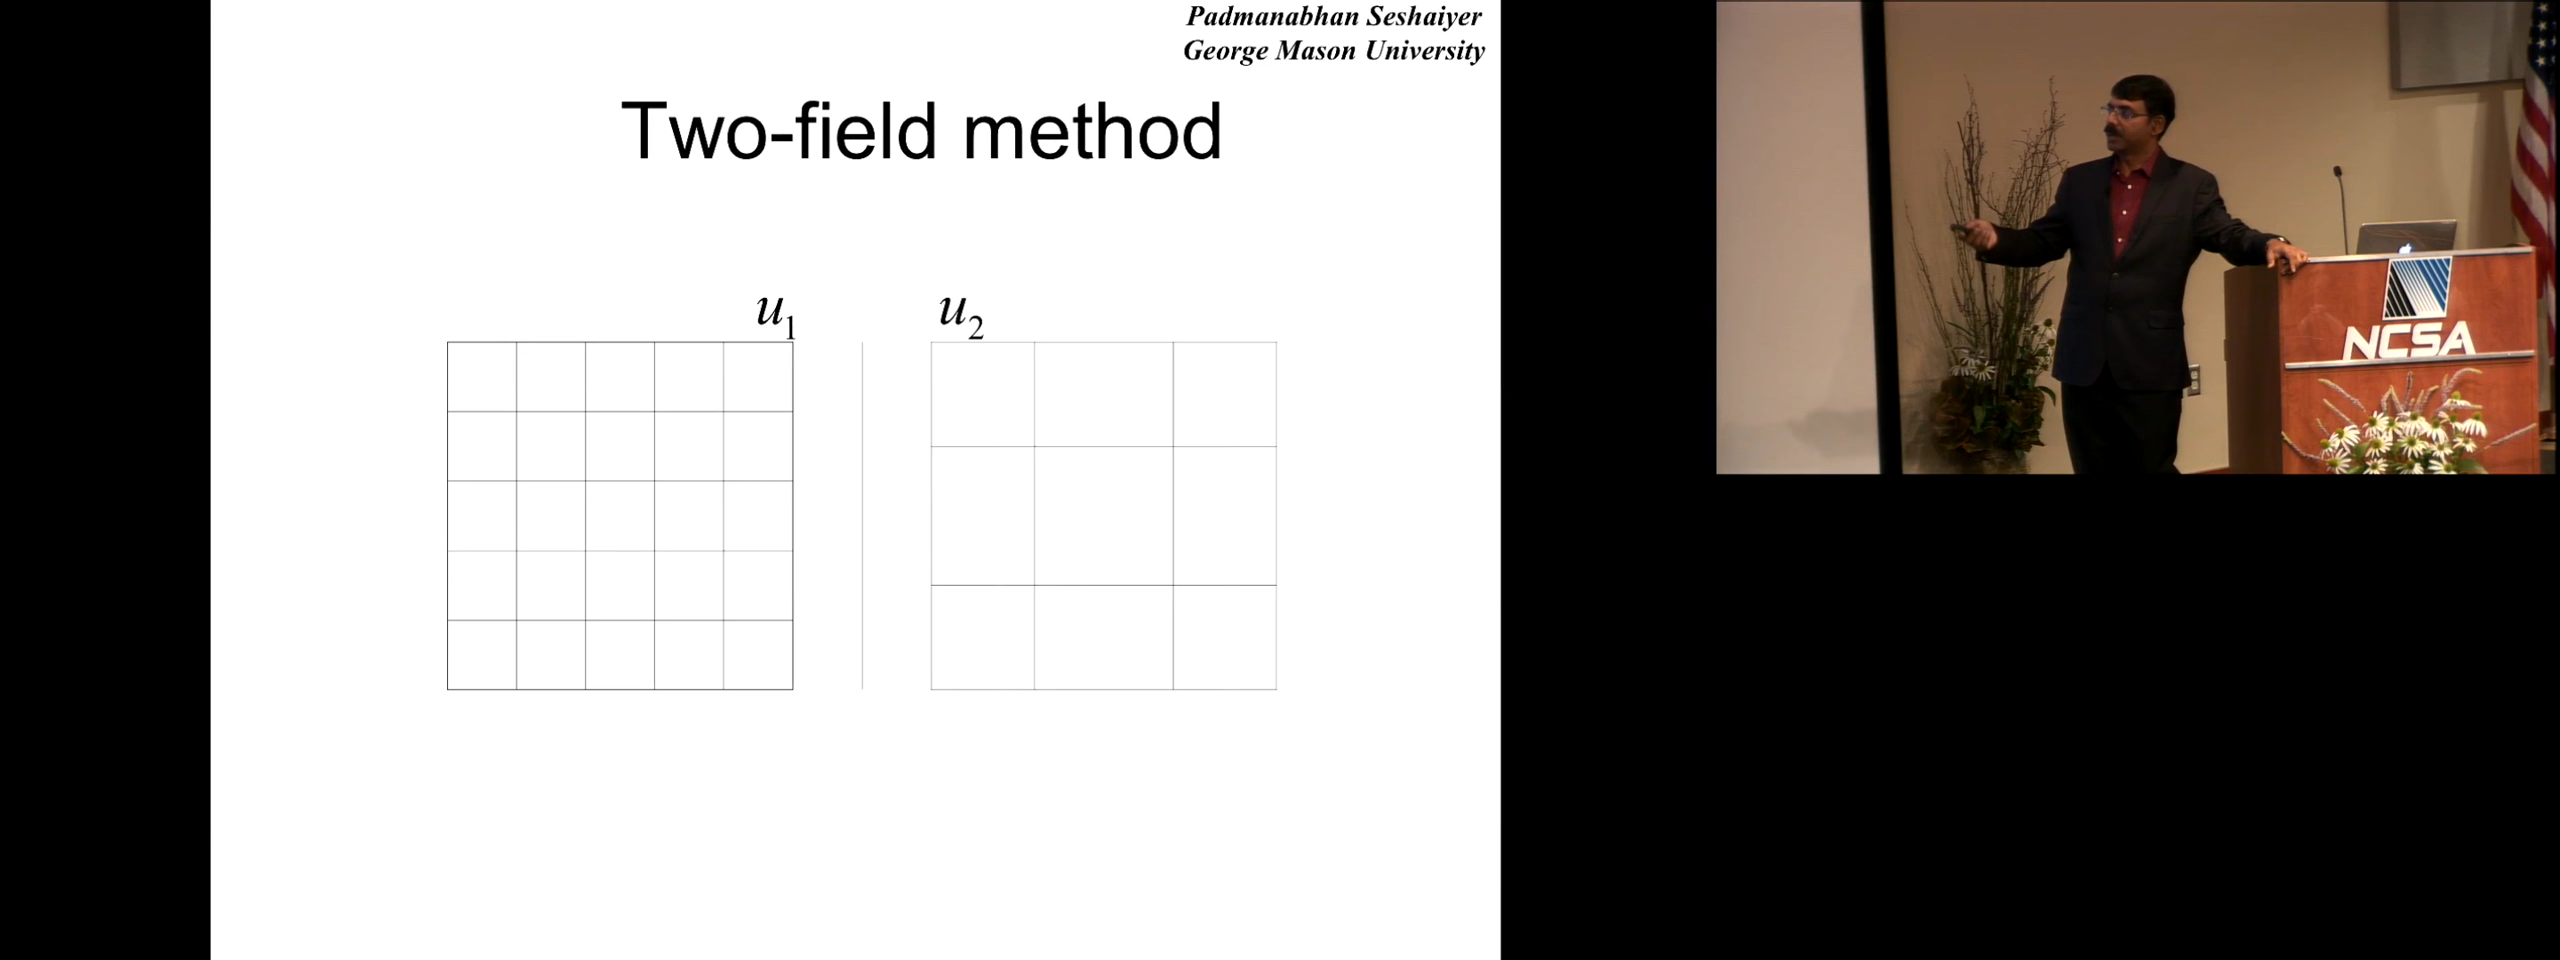 Padmanabhan Seshaiyer
George Mason University
Two-field method
u1
u2
NCSA